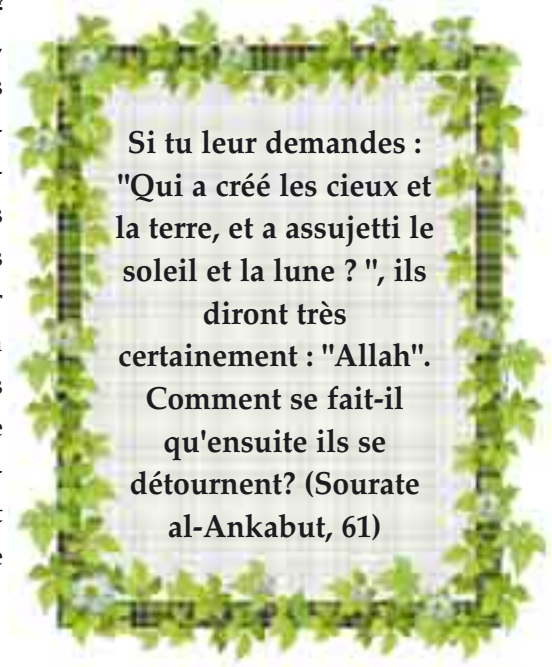 Si tu leur demandes :
"Qui a créé les cieux et
la terre, et a assujetti le
soleil et la lune ? ", ils
diront très
certainement : "Allah".
Comment se fait-il
qu'ensuite ils se
détournent? (Sourate
al-Ankabut, 61)